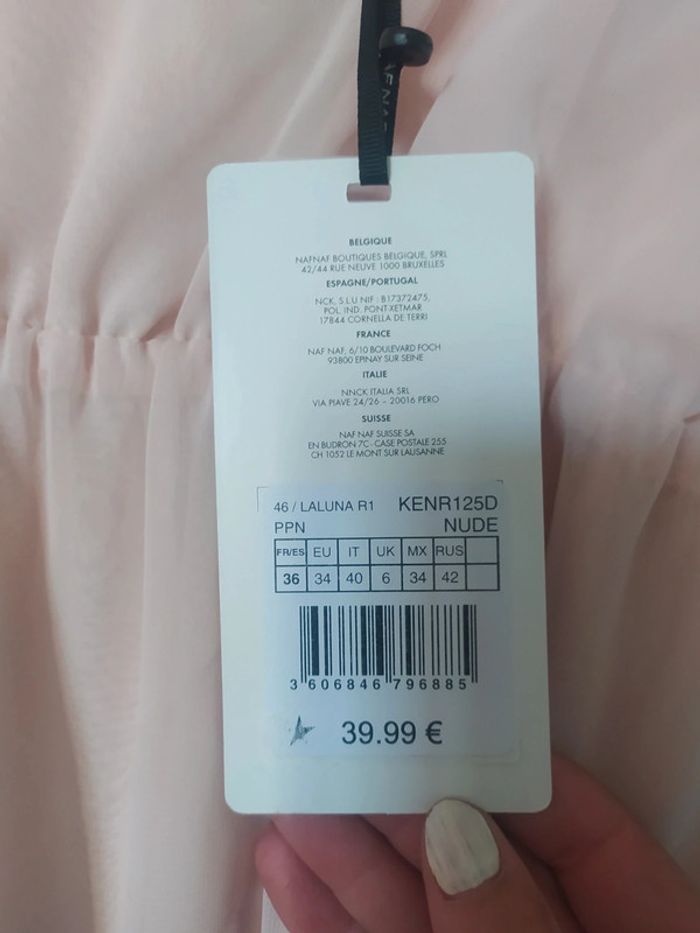 BELGIQUE
NAFNAF BOUTIQUES BELGIQUE, SPRL
42/44 RUE NEUVE 1000 BRUXELLES
ESPAGNE/PORTUGAL
NCK, S.L.U NIF : B17372475,
POL. IND. PONT-XETMAR
17844 CORNELLA DE TERRI
FRANCE
NAF NAF, 6/10 BOULEVARD FOCH
93800 EPINAY SUR SEINE
ITALIE
NNCK ITALIA SRL
VIA PIAVE 24/26 - 20016 PERO
SUISSE
NAF NAF SUISSE SA
EN BUDRON 7C - CASE POSTALE 255
CH 1052 LE MONT SUR LAUSANNE
46 / LALUNA R1 KENR125D
PPN NUDE
FR/ES EU IT UK MX RUS
36 34 40 6 34 42
3 606846 796885
39.99 €